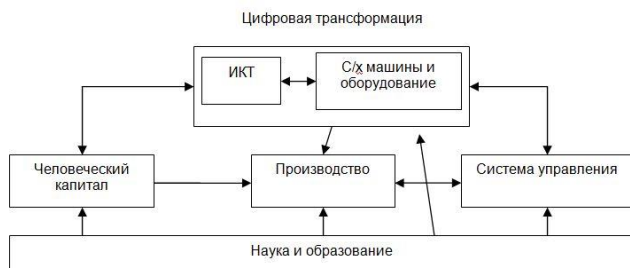 Цифровая трансформация
ИКТ
С/х машины и
оборудование
Человеческий
капитал
Производство
Система управления
Наука и образование